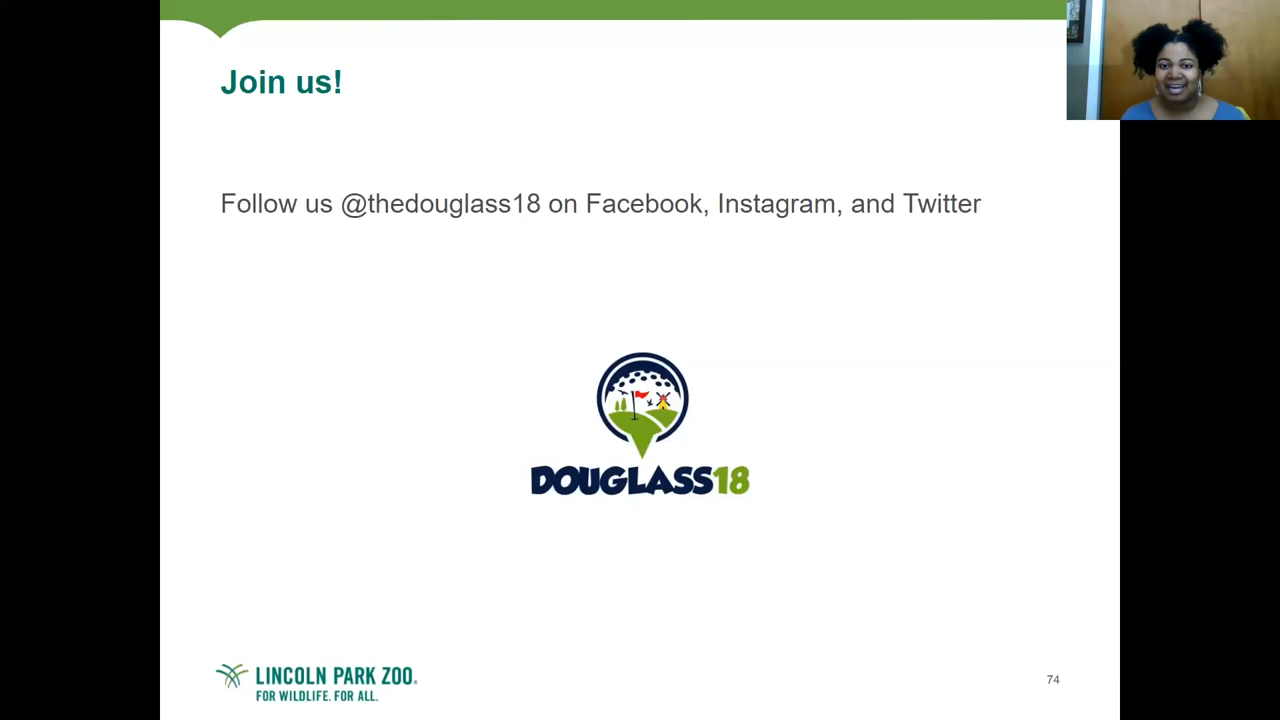 Join us!
Follow us @thedouglass18 on Facebook, Instagram, and Twitter
DOUGLASS18
LINCOLN PARK ZOO®
FOR WILDLIFE. FOR ALL.
74